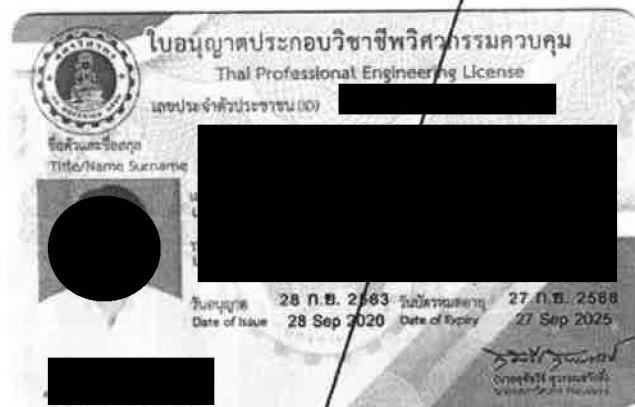 ใบอนุญาตประกอบวิชาชีพวิศวกรรมควบคุม
Thai Professional Engineering License
เลขประจำตัวประชาชน (ID)
ชื่อตัวและชื่อสกุล
Title/Name Surname
วันอนุญาต 28 ก.ย. 2563 วันบัตรหมดอายุ 27 ก.ย. 2568
Date of Issue 28 Sep 2020 Date of Expiry 27 Sep 2025